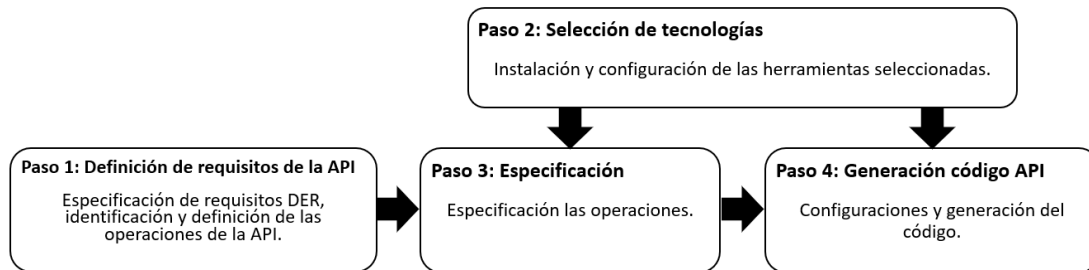 Paso 2: Selección de tecnologías
Instalación y configuración de las herramientas seleccionadas.
Paso 1: Definición de requisitos de la API
Especificación de requisitos DER,
identificación y definición de las
operaciones de la API.
Paso 3: Especificación
Especificación las operaciones.
Paso 4: Generación código API
Configuraciones y generación del
código.